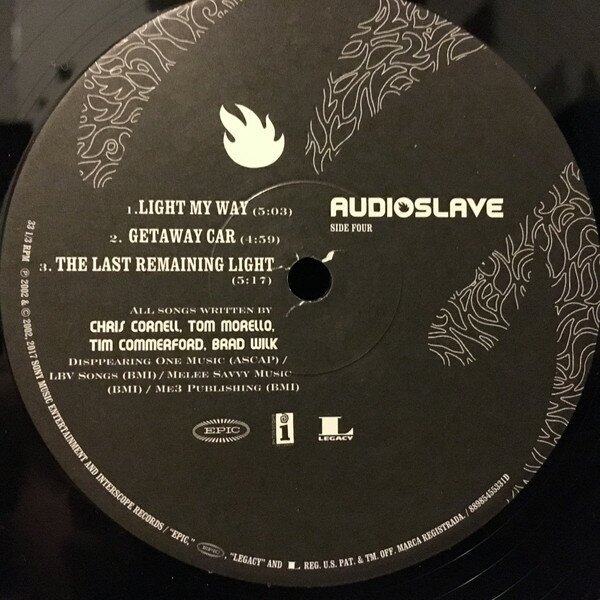 AUDIOSLAVE
SIDE FOUR
1. LIGHT MY WAY (5:03)
2. GETAWAY CAR (4:59)
3. THE LAST REMAINING LIGHT
(5:17)
ALL SONGS WRITTEN BY
CHRIS CORNELL, TOM MORELLO,
TIM COMMERFORD, BRAD WILK
DISPPEARING ONE MUSIC (ASCAP) /
LBV SONGS (BMI) / MELEE SAVVY MUSIC
(BMI) / ME3 PUBLISHING (BMI)
EPIC
i
L
LEGACY
33 1/3 RPM ℗ 2002 & © 2002, 2017 SONY MUSIC ENTERTAINMENT AND INTERSCOPE RECORDS / "EPIC," EPIC, "LEGACY" AND L REG. U.S. PAT. & TM. OFF. MARCA REGISTRADA. / 88985455331D